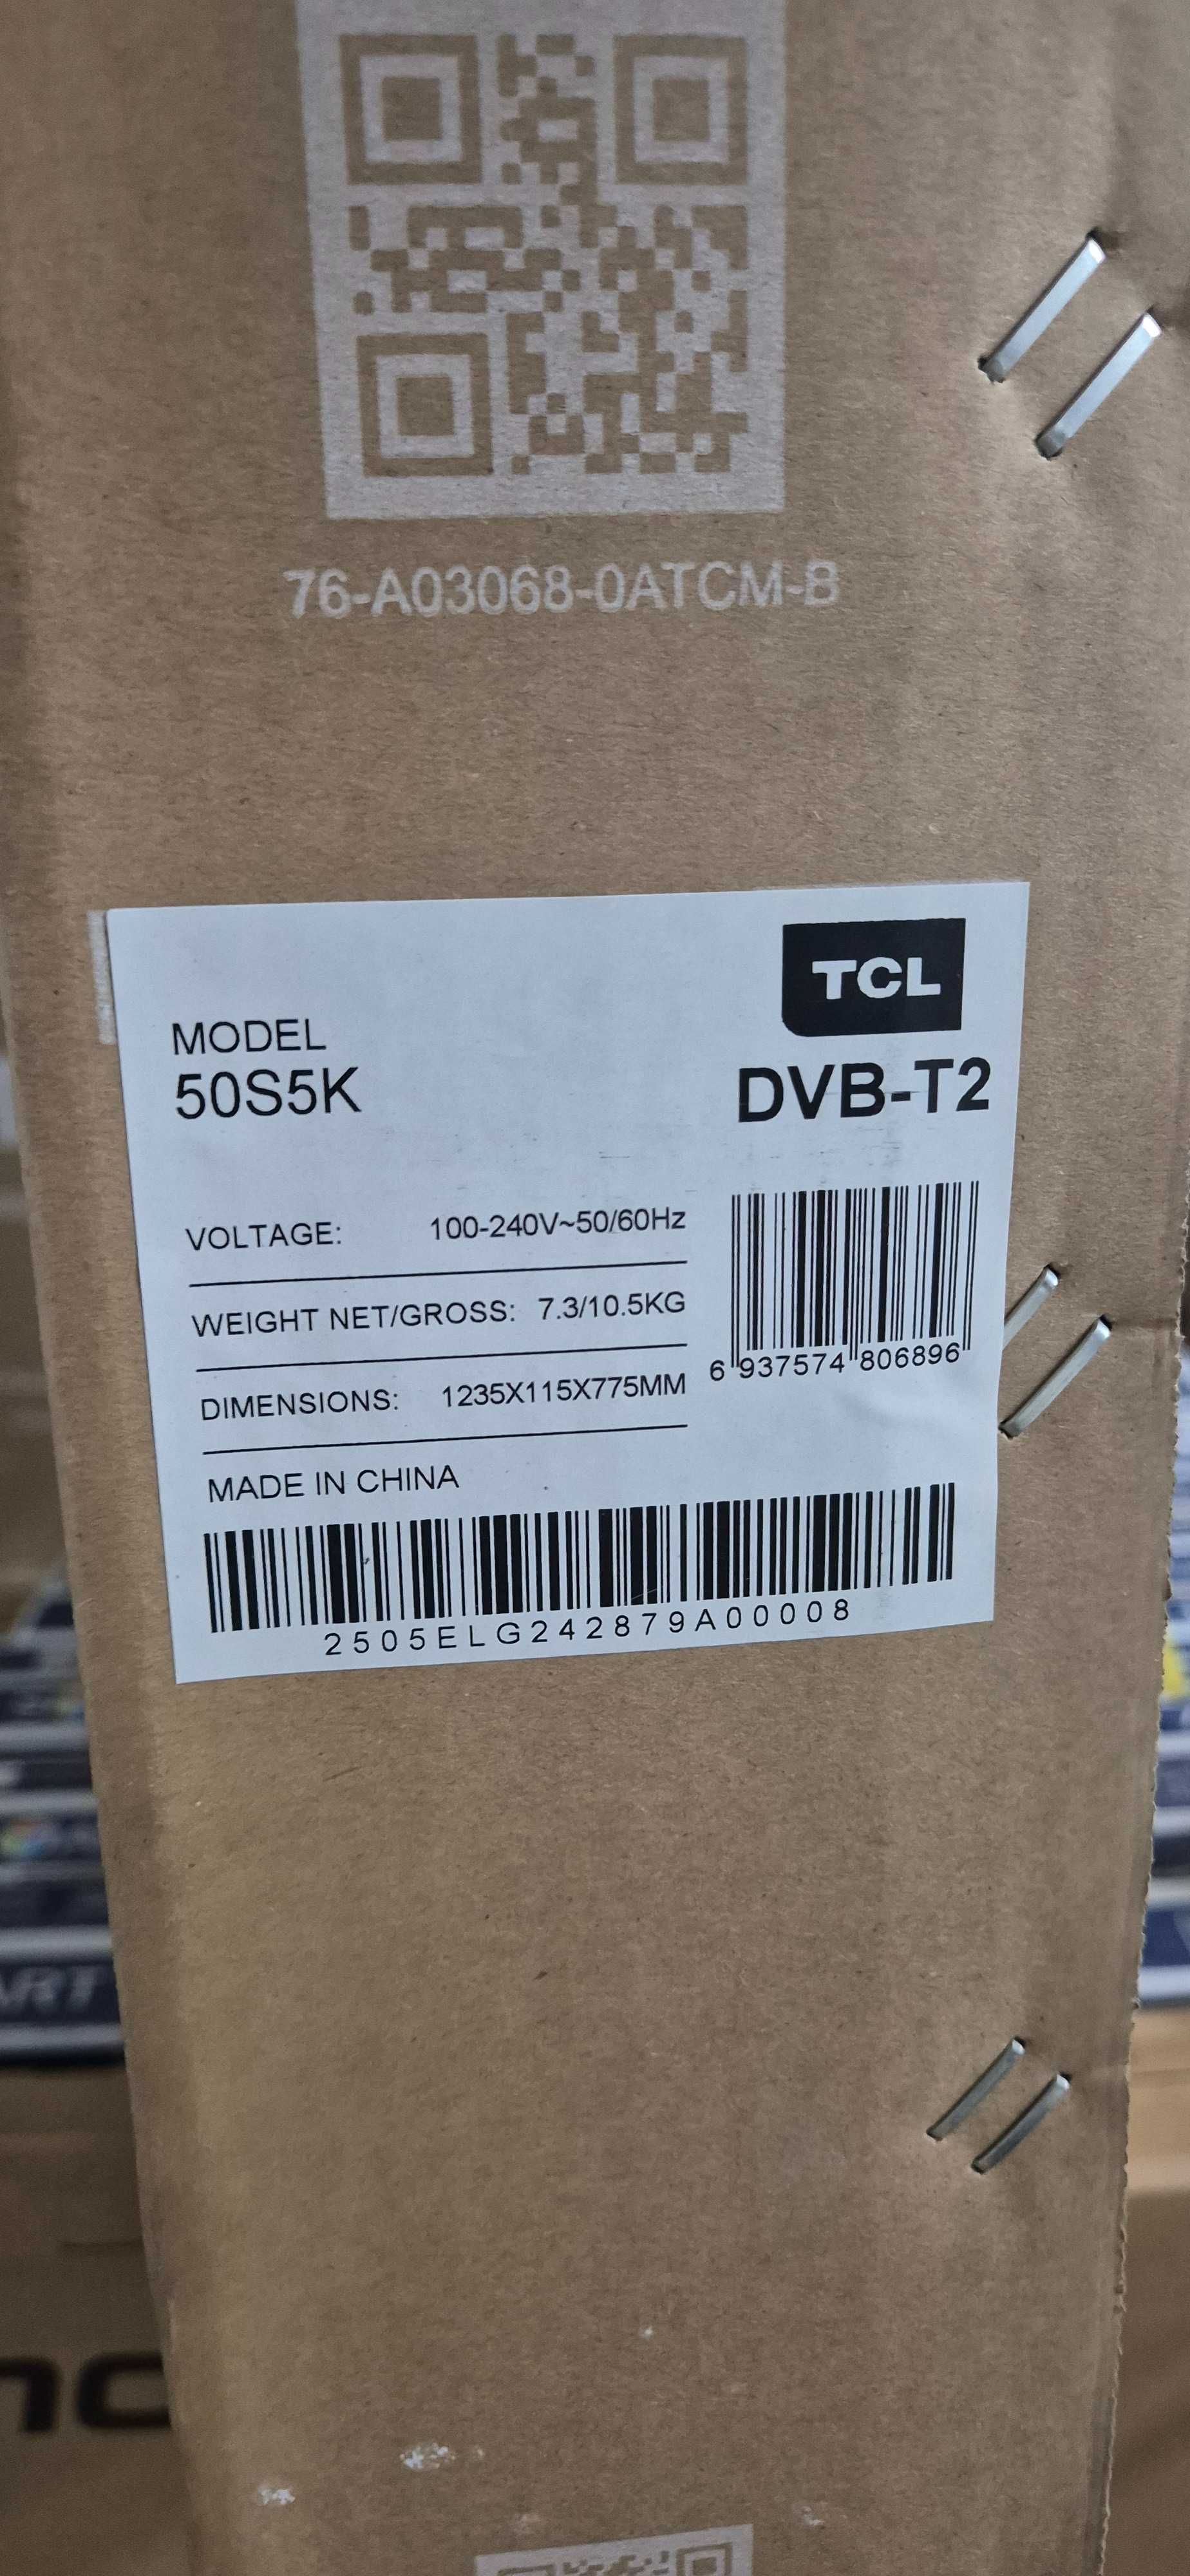 76-A03068-0ATCM-B
TCL
MODEL
50S5K
DVB-T2
VOLTAGE: 100-240V~50/60Hz
WEIGHT NET/GROSS: 7.3/10.5KG
DIMENSIONS: 1235X115X775MM
6 937574 806896
MADE IN CHINA
2505ELG242879A00008
ART